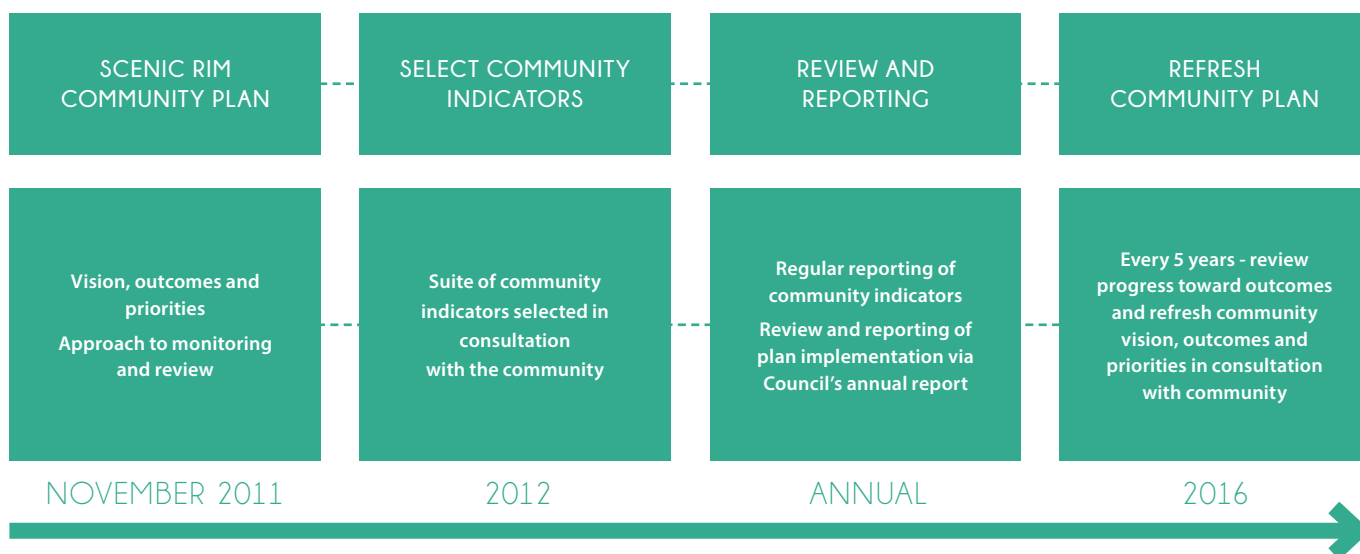 SCENIC RIM
COMMUNITY PLAN
SELECT COMMUNITY
INDICATORS
REVIEW AND
REPORTING
REFRESH
COMMUNITY PLAN
Vision, outcomes and
priorities
Approach to monitoring
and review
Suite of community
indicators selected in
consultation
with the community
Regular reporting of
community indicators
Review and reporting of
plan implementation via
Council's annual report
Every 5 years - review
progress toward outcomes
and refresh community
vision, outcomes and
priorities in consultation
with community
NOVEMBER 2011
2012
ANNUAL
2016